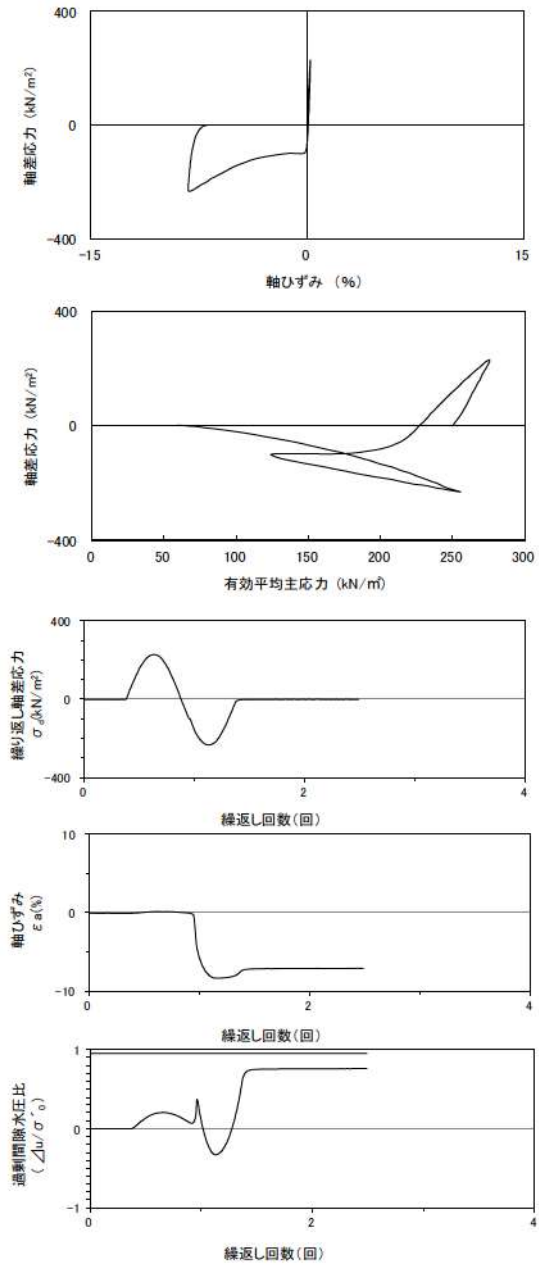 400
0
-400
軸差応力 (kN/m²)
-15
0
15
軸ひずみ (%)
400
0
-400
軸差応力 (kN/m²)
0
50
100
150
200
250
300
有効平均主応力 (kN/㎡)
400
0
-400
繰り返し軸差応力
σd(kN/m²)
0
2
4
繰返し回数(回)
10
0
-10
軸ひずみ
εa(%)
0
2
4
繰返し回数(回)
1
0
-1
過剰間隙水圧比
(⊿u/σ´0)
0
2
4
繰返し回数(回)